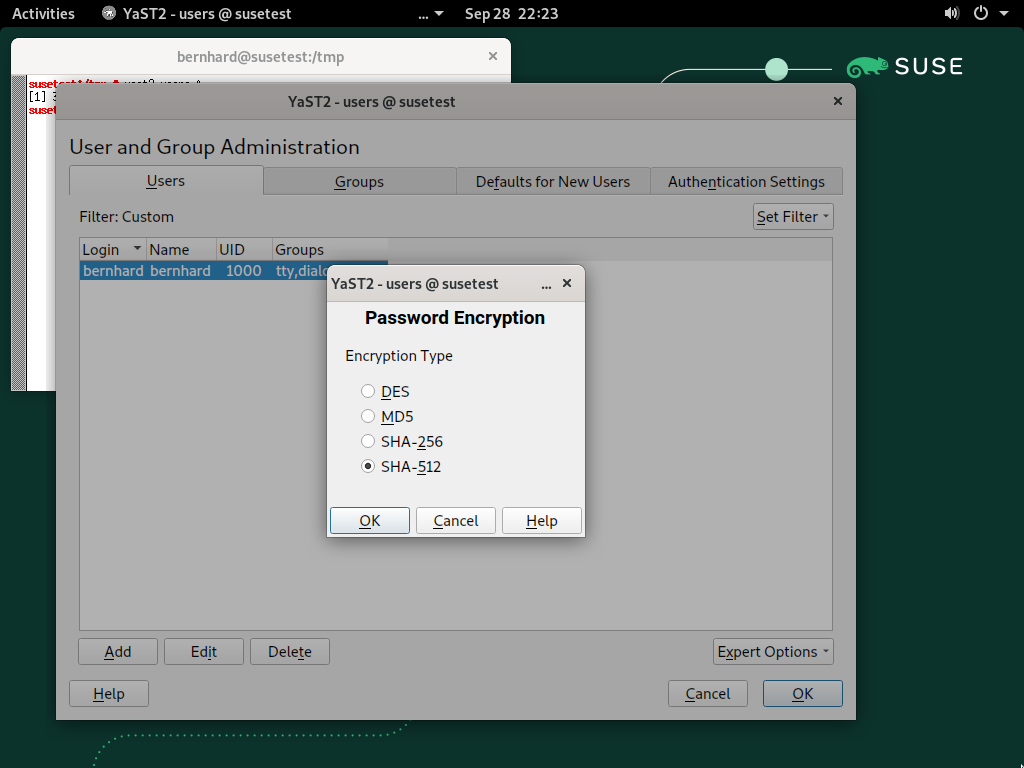 Activities YaST2 - users @ susetest ... Sep 28 22:23
bernhard@susetest:/tmp
SUSE
[1]
YaST2 - users @ susetest
User and Group Administration
Users Groups Defaults for New Users Authentication Settings
Filter: Custom Set Filter
Login Name UID Groups
bernhard bernhard 1000
YaST2 - users @ susetest ...
Password Encryption
Encryption Type
DES
MD5
SHA-256
SHA-512
OK Cancel Help
Add Edit Delete Expert Options
Help Cancel OK